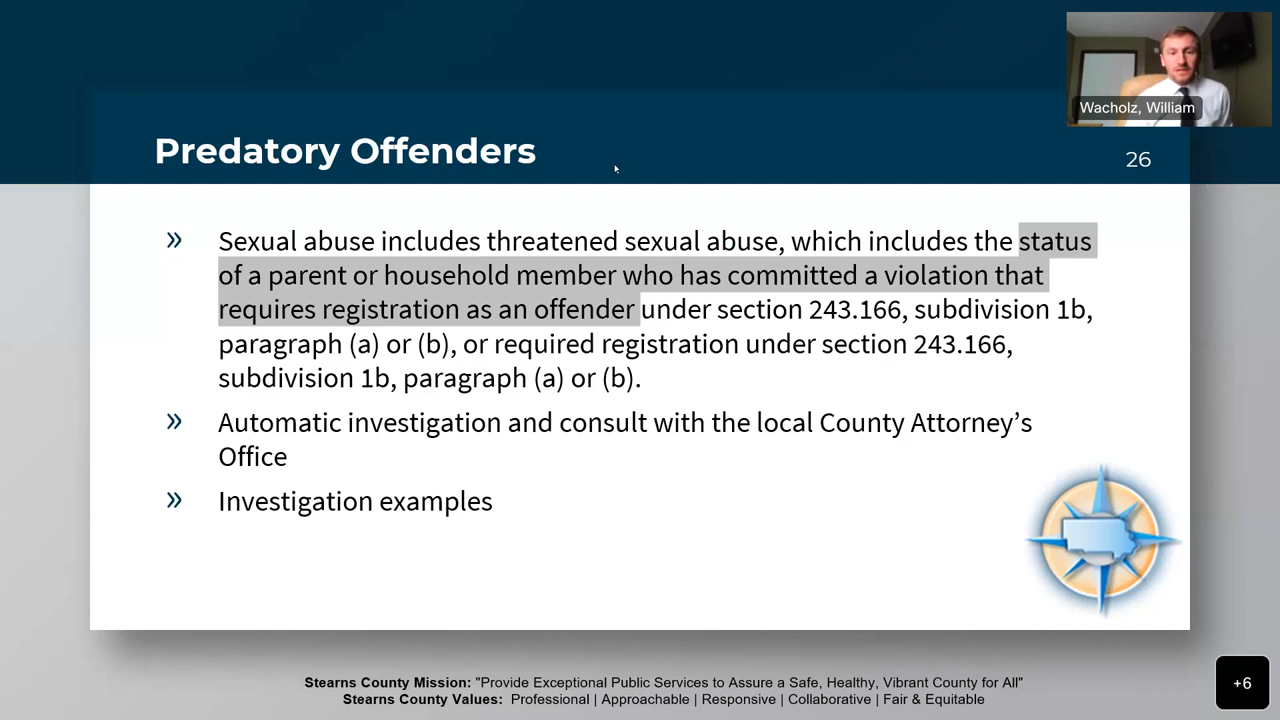 Wacholz, William
Predatory Offenders
26
» Sexual abuse includes threatened sexual abuse, which includes the status
of a parent or household member who has committed a violation that
requires registration as an offender under section 243.166, subdivision 1b,
paragraph (a) or (b), or required registration under section 243.166,
subdivision 1b, paragraph (a) or (b).
» Automatic investigation and consult with the local County Attorney’s
Office
» Investigation examples
Stearns County Mission: "Provide Exceptional Public Services to Assure a Safe, Healthy, Vibrant County for All"
Stearns County Values: Professional | Approachable | Responsive | Collaborative | Fair & Equitable
+6